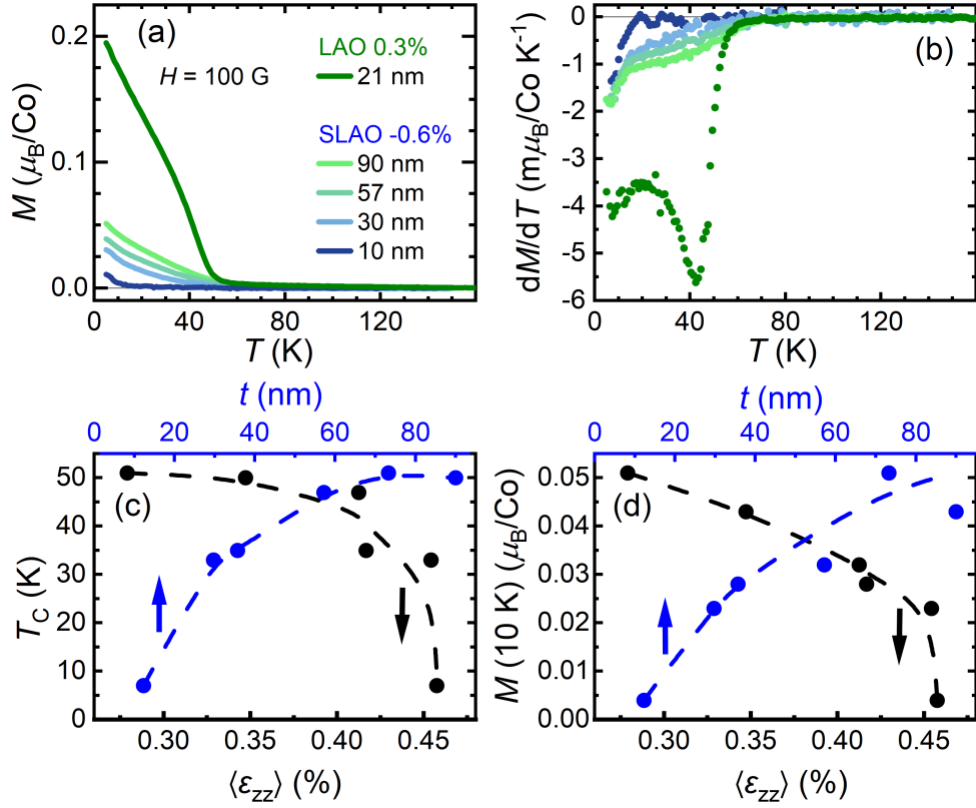 (a)
H = 100 G
LAO 0.3%
21 nm
SLAO -0.6%
90 nm
57 nm
30 nm
10 nm
0.2
0.1
0.0
M (μB/Co)
0 40 80 120
T (K)
(b)
0
-1
-2
-3
-4
-5
-6
dM/dT (mμB/Co K-1)
0 40 80 120
T (K)
t (nm)
0 20 40 60 80
(c)
50
40
30
20
10
0
TC (K)
0.30 0.35 0.40 0.45
⟨εzz⟩ (%)
t (nm)
0 20 40 60 80
(d)
0.05
0.04
0.03
0.02
0.01
0.00
M (10 K) (μB/Co)
0.30 0.35 0.40 0.45
⟨εzz⟩ (%)